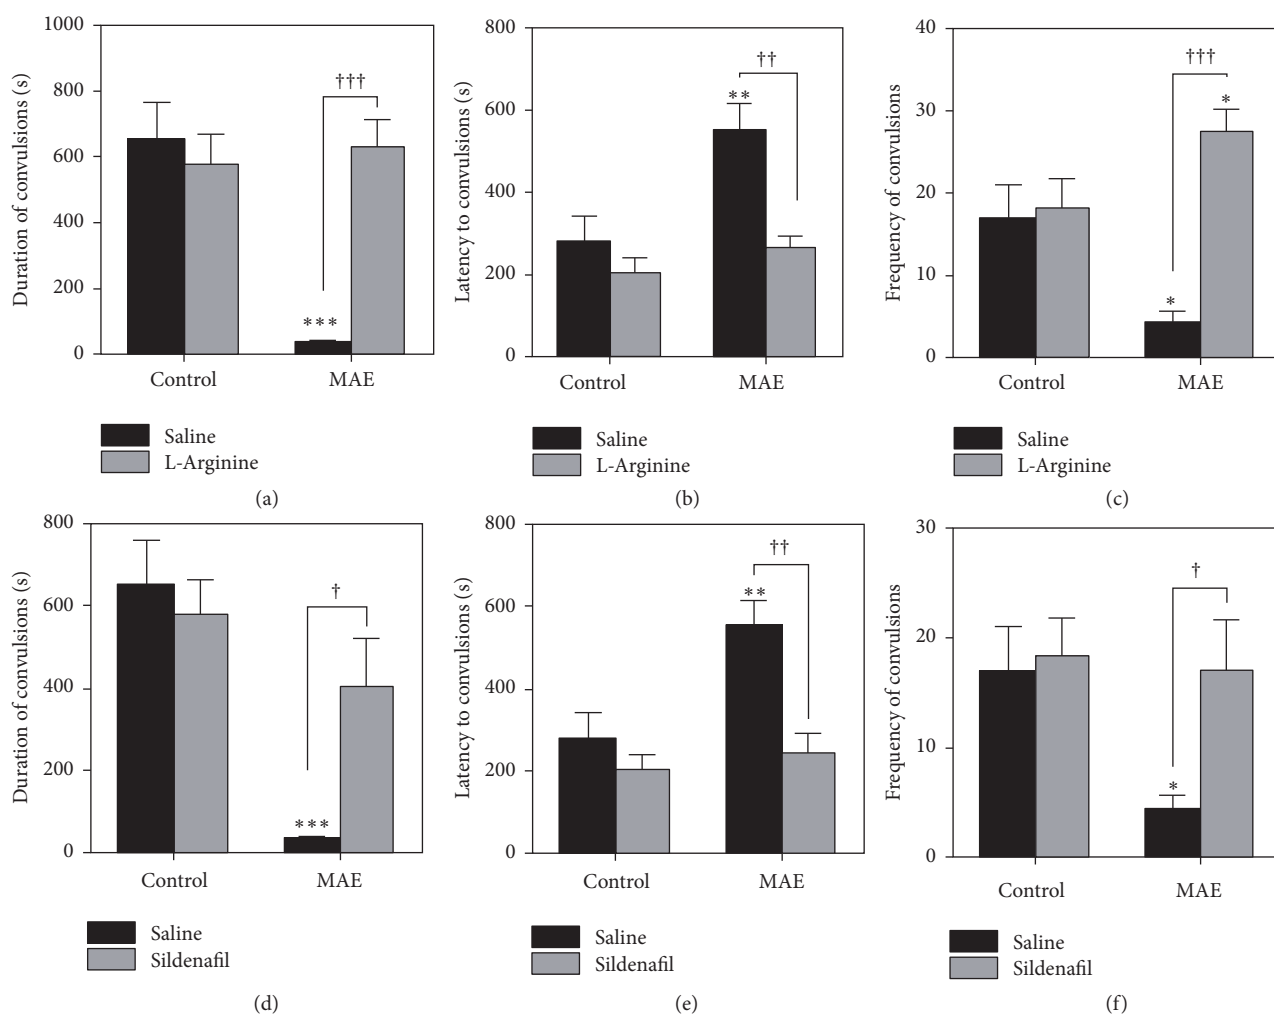 Duration of convulsions (s)
1000
800
600
400
200
0
***
†††
Control
MAE
Saline
L-Arginine
(a)
Latency to convulsions (s)
800
600
400
200
0
**
††
Control
MAE
Saline
L-Arginine
(b)
Frequency of convulsions
40
30
20
10
0
*
*
†††
Control
MAE
Saline
L-Arginine
(c)
Duration of convulsions (s)
800
600
400
200
0
***
†
Control
MAE
Saline
Sildenafil
(d)
Latency to convulsions (s)
800
600
400
200
0
**
††
Control
MAE
Saline
Sildenafil
(e)
Frequency of convulsions
30
20
10
0
*
†
Control
MAE
Saline
Sildenafil
(f)